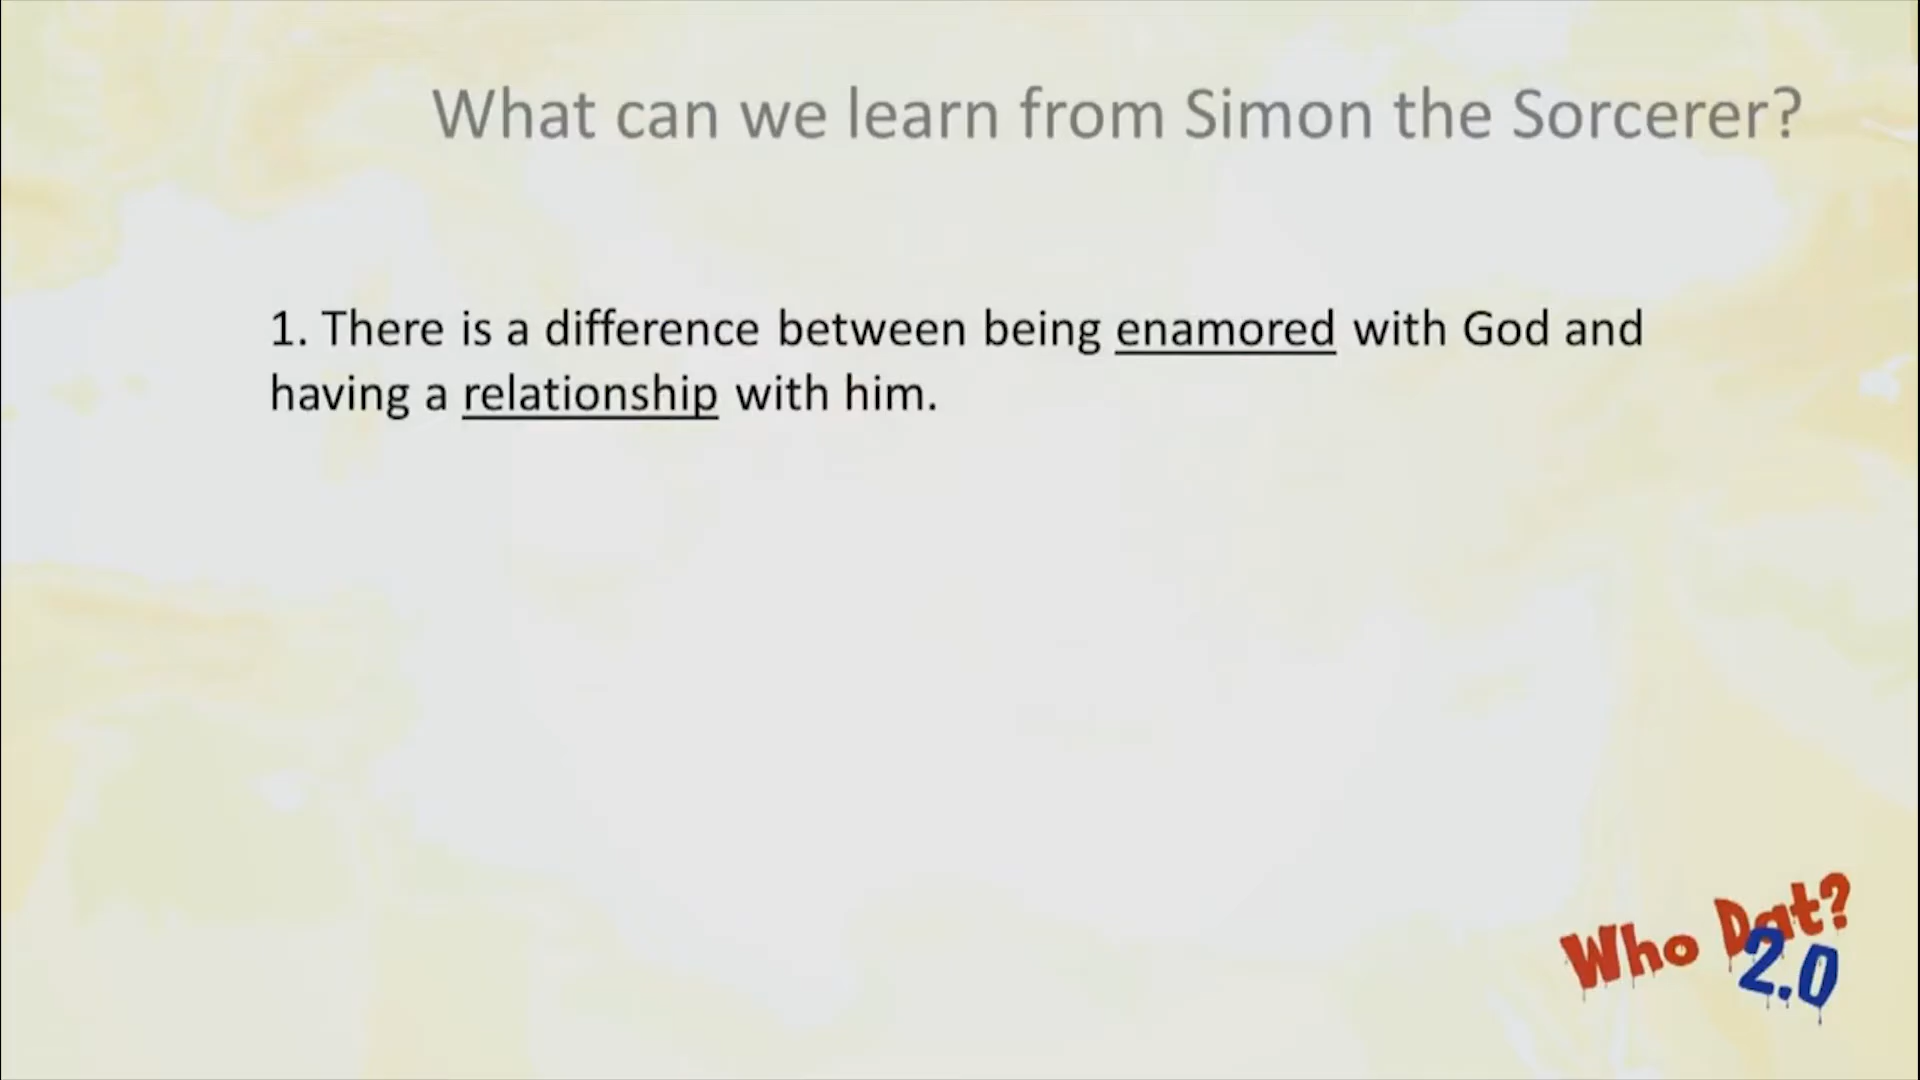 What can we learn from Simon the Sorcerer?
1. There is a difference between being enamored with God and
having a relationship with him.
Who Dat?
2.0